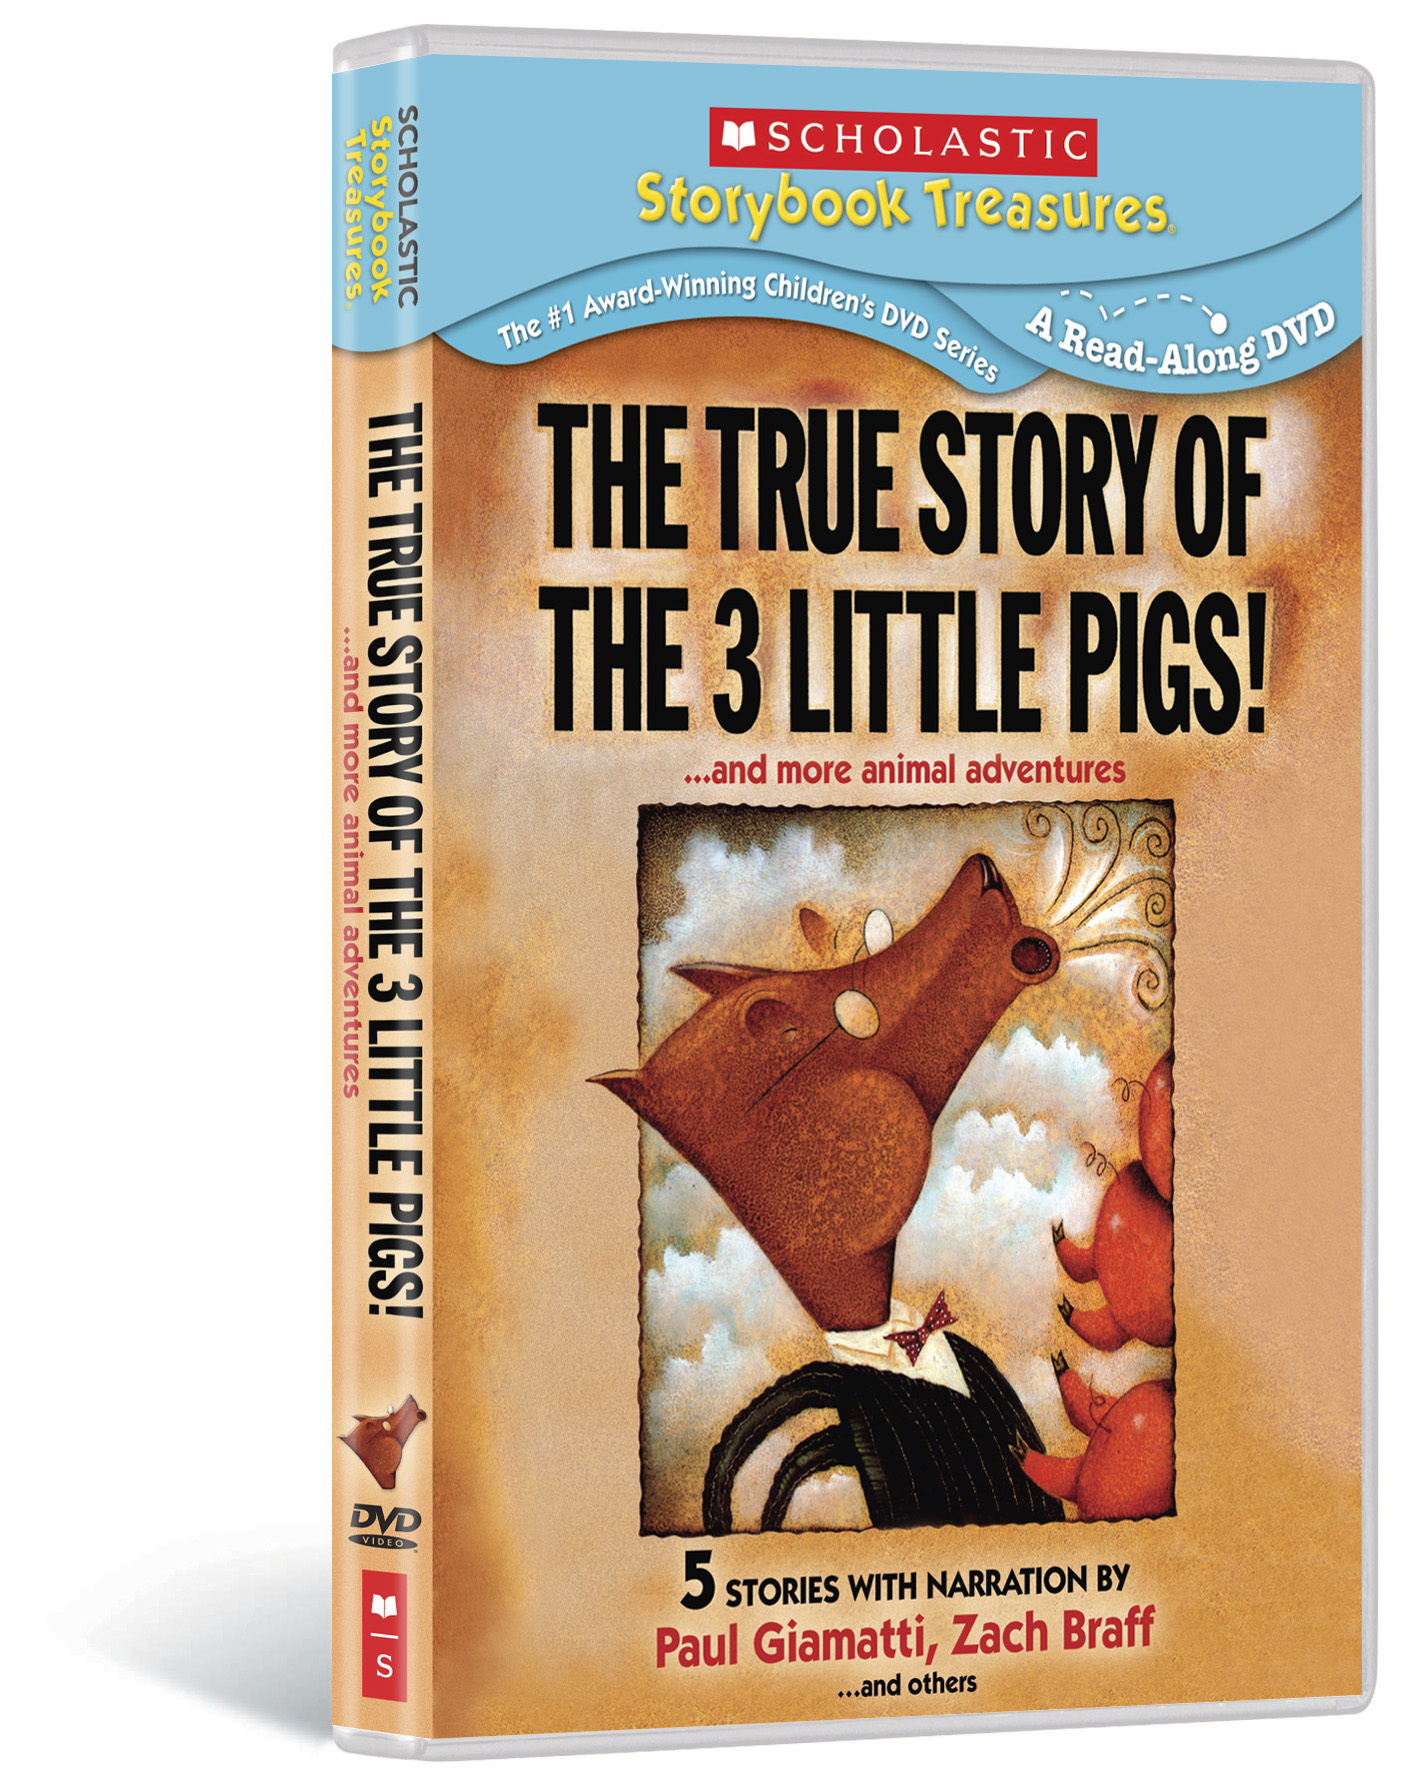 SCHOLASTIC
Storybook Treasures®
The #1 Award-Winning Children's DVD Series
A Read-Along DVD
THE TRUE STORY OF
THE 3 LITTLE PIGS!
...and more animal adventures
5 STORIES WITH NARRATION BY
Paul Giamatti, Zach Braff
...and others
SCHOLASTIC
Storybook
Treasures®
THE TRUE STORY OF THE 3 LITTLE PIGS!
...and more animal adventures
DVD
VIDEO™
S